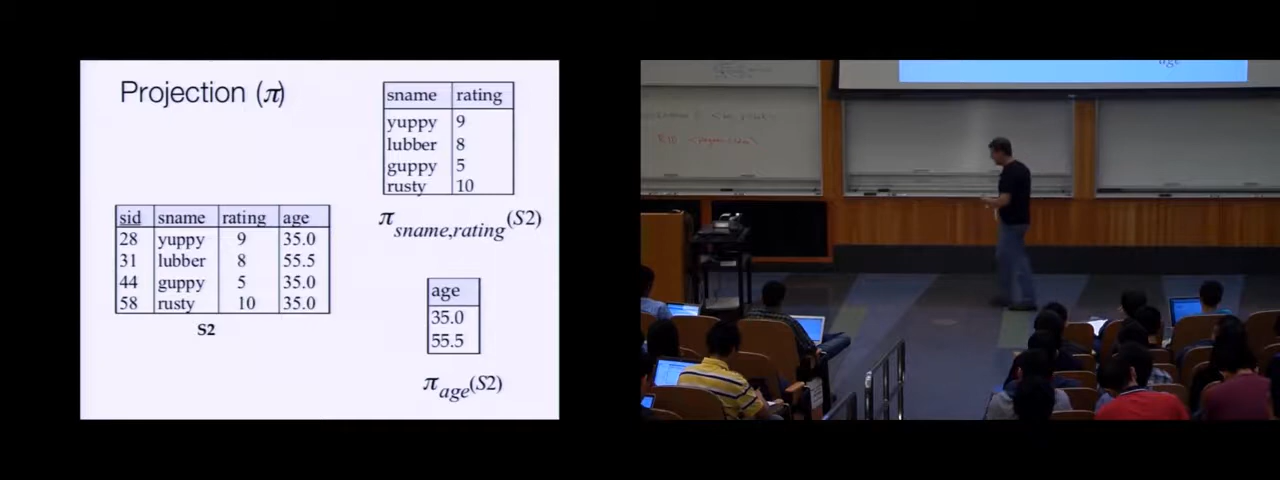 Projection (π)
sname rating
yuppy 9
lubber 8
guppy 5
rusty 10
π sname,rating (S2)
sid sname rating age
28 yuppy 9 35.0
31 lubber 8 55.5
44 guppy 5 35.0
58 rusty 10 35.0
S2
age
35.0
55.5
π age (S2)
age